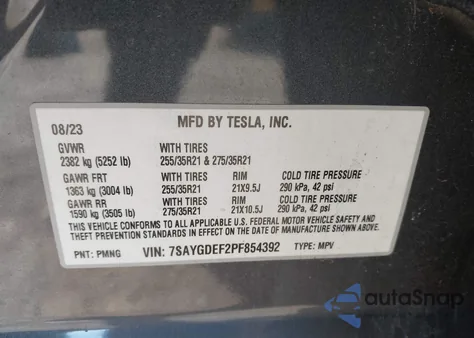 MFD BY TESLA, INC.
08/23
GVWR WITH TIRES
2382 kg (5252 lb) 255/35R21 & 275/35R21
GAWR FRT WITH TIRES RIM COLD TIRE PRESSURE
1363 kg (3004 lb) 255/35R21 21X9.5J 290 kPa, 42 psi
GAWR RR WITH TIRES RIM COLD TIRE PRESSURE
1590 kg (3505 lb) 275/35R21 21X10.5J 290 kPa, 42 psi
THIS VEHICLE CONFORMS TO ALL APPLICABLE U.S. FEDERAL MOTOR VEHICLE SAFETY AND
THEFT PREVENTION STANDARDS IN EFFECT ON THE DATE OF MANUFACTURE SHOWN ABOVE.
PNT: PMNG VIN: 7SAYGDEF2PF854392 TYPE: MPV
autoSnap